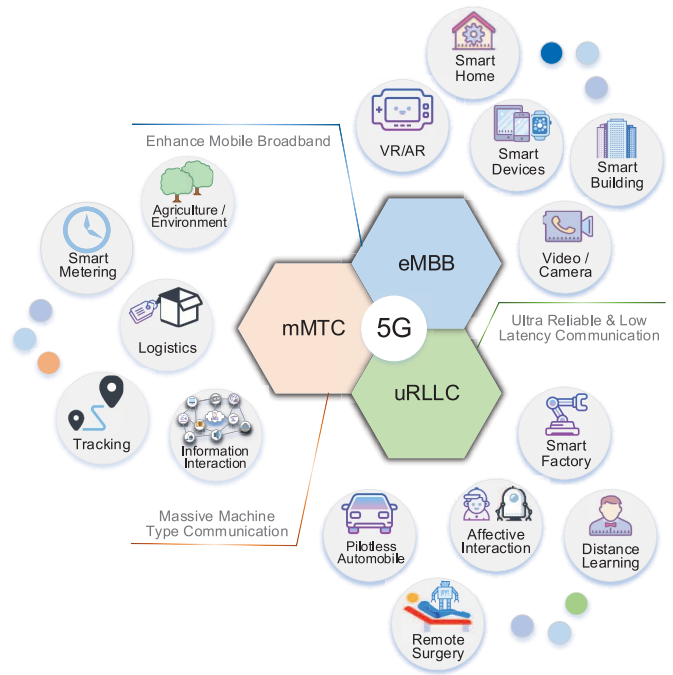 Smart
Home
VR/AR
Smart
Devices
Smart
Building
Enhance Mobile Broadband
Agriculture /
Environment
Smart
Metering
Video /
Camera
eMBB
mMTC
5G
uRLLC
Ultra Reliable & Low
Latency Communication
Logistics
Tracking
Information
Interaction
Smart
Factory
Massive Machine
Type Communication
Pilotless
Automobile
Affective
Interaction
Distance
Learning
Remote
Surgery